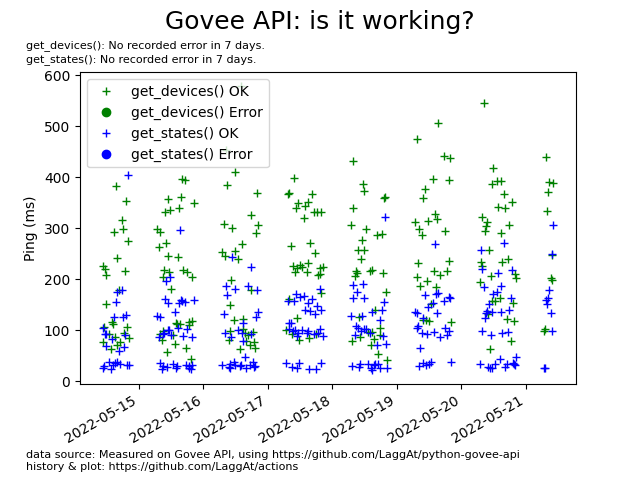 Govee API: is it working?
get_devices(): No recorded error in 7 days.
get_states(): No recorded error in 7 days.
600
500
400
300
200
100
0
Ping (ms)
get_devices() OK
get_devices() Error
get_states() OK
get_states() Error
2022-05-15
2022-05-16
2022-05-17
2022-05-18
2022-05-19
2022-05-20
2022-05-21
data source: Measured on Govee API, using https://github.com/LaggAt/python-govee-api
history & plot: https://github.com/LaggAt/actions